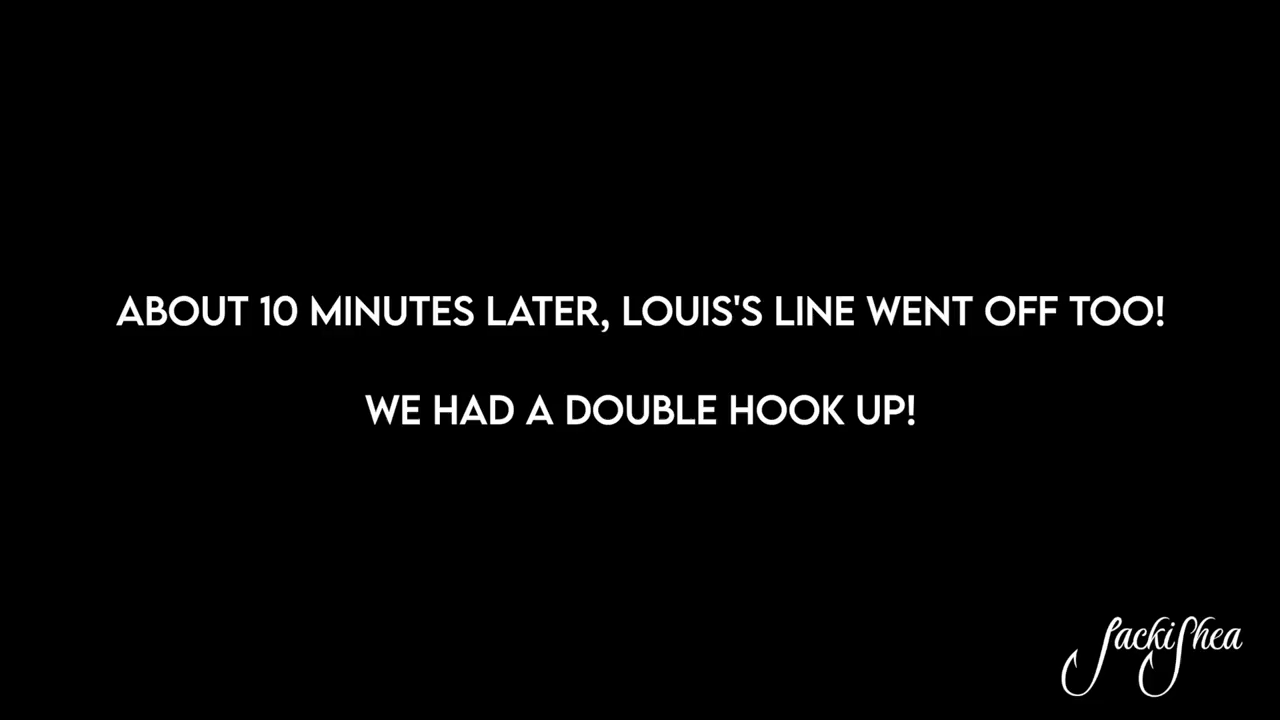 ABOUT 10 MINUTES LATER, LOUIS'S LINE WENT OFF TOO!
WE HAD A DOUBLE HOOK UP!
JackiShea